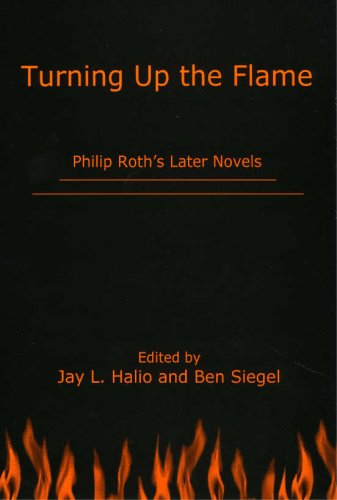 Turning Up the Flame
Philip Roth's Later Novels
Edited by
Jay L. Halio and Ben Siegel